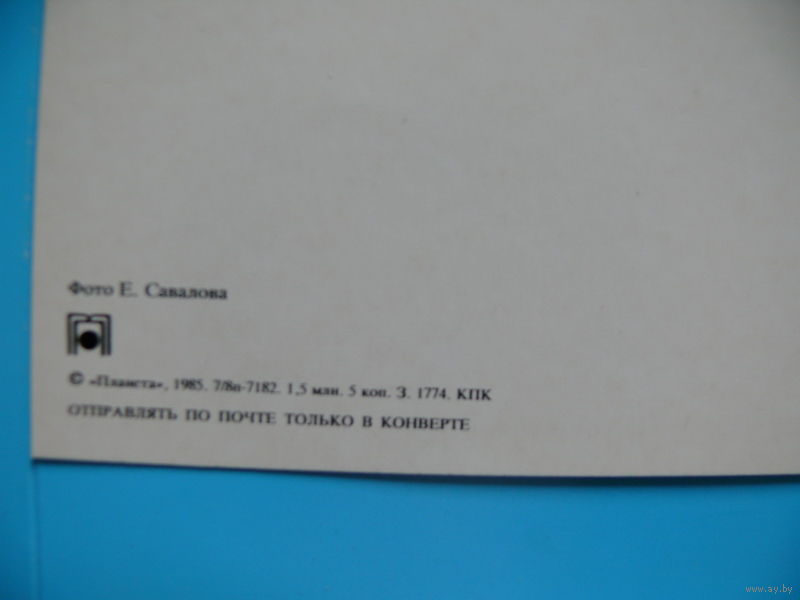 Фото Е. Савалова
© «Планета», 1985. 7/8п-7182. 1,5 млн. 5 коп. З. 1774. КПК
ОТПРАВЛЯТЬ ПО ПОЧТЕ ТОЛЬКО В КОНВЕРТЕ
www.ay.by